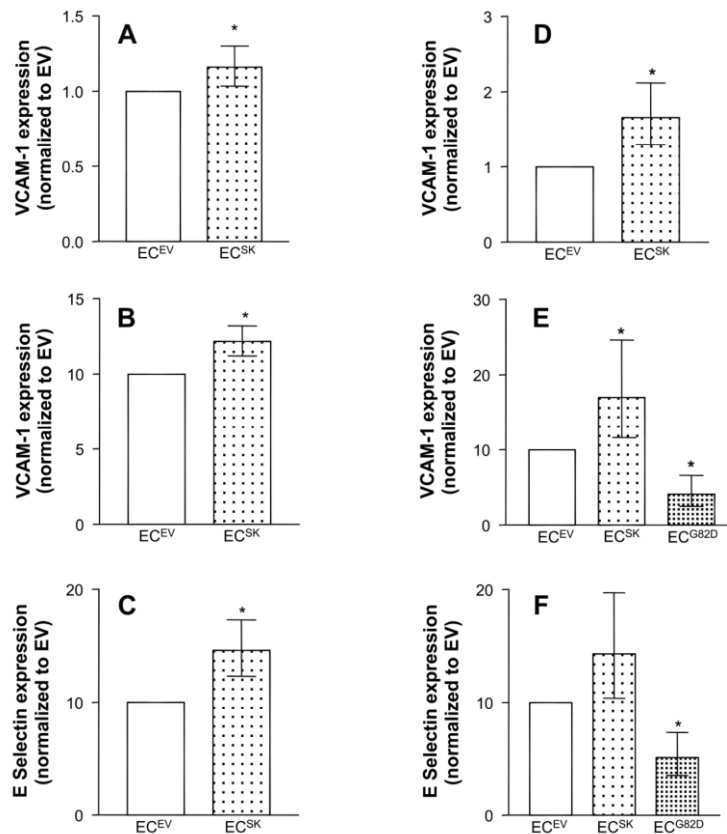 A
VCAM-1 expression
(normalized to EV)
1.5
1.0
0.5
0.0
*
EC^EV
EC^SK
D
VCAM-1 expression
(normalized to EV)
3
2
1
0
*
EC^EV
EC^SK
B
VCAM-1 expression
(normalized to EV)
15
10
5
0
*
EC^EV
EC^SK
E
VCAM-1 expression
(normalized to EV)
30
20
10
0
*
*
EC^EV
EC^SK
EC^G82D
C
E Selectin expression
(normalized to EV)
20
10
0
*
EC^EV
EC^SK
F
E Selectin expression
(normalized to EV)
20
10
0
*
EC^EV
EC^SK
EC^G82D